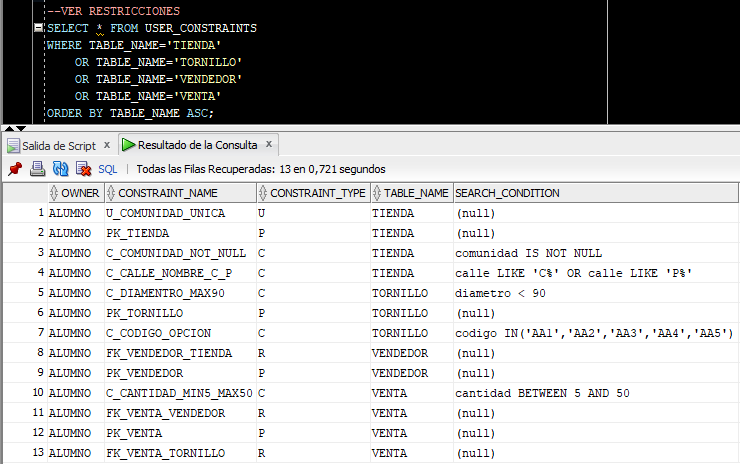 --VER RESTRICCIONES
SELECT * FROM USER_CONSTRAINTS
WHERE TABLE_NAME='TIENDA'
OR TABLE_NAME='TORNILLO'
OR TABLE_NAME='VENDEDOR'
OR TABLE_NAME='VENTA'
ORDER BY TABLE_NAME ASC;
Salida de Script x Resultado de la Consulta x
SQL | Todas las Filas Recuperadas: 13 en 0,721 segundos
OWNER CONSTRAINT_NAME CONSTRAINT_TYPE TABLE_NAME SEARCH_CONDITION
1 ALUMNO U_COMUNIDAD_UNICA U TIENDA (null)
2 ALUMNO PK_TIENDA P TIENDA (null)
3 ALUMNO C_COMUNIDAD_NOT_NULL C TIENDA comunidad IS NOT NULL
4 ALUMNO C_CALLE_NOMBRE_C_P C TIENDA calle LIKE 'C%' OR calle LIKE 'P%'
5 ALUMNO C_DIAMENTRO_MAX90 C TORNILLO diametro < 90
6 ALUMNO PK_TORNILLO P TORNILLO (null)
7 ALUMNO C_CODIGO_OPCION C TORNILLO codigo IN('AA1','AA2','AA3','AA4','AA5')
8 ALUMNO FK_VENDEDOR_TIENDA R VENDEDOR (null)
9 ALUMNO PK_VENDEDOR P VENDEDOR (null)
10 ALUMNO C_CANTIDAD_MIN5_MAX50 C VENTA cantidad BETWEEN 5 AND 50
11 ALUMNO FK_VENTA_VENDEDOR R VENTA (null)
12 ALUMNO PK_VENTA P VENTA (null)
13 ALUMNO FK_VENTA_TORNILLO R VENTA (null)